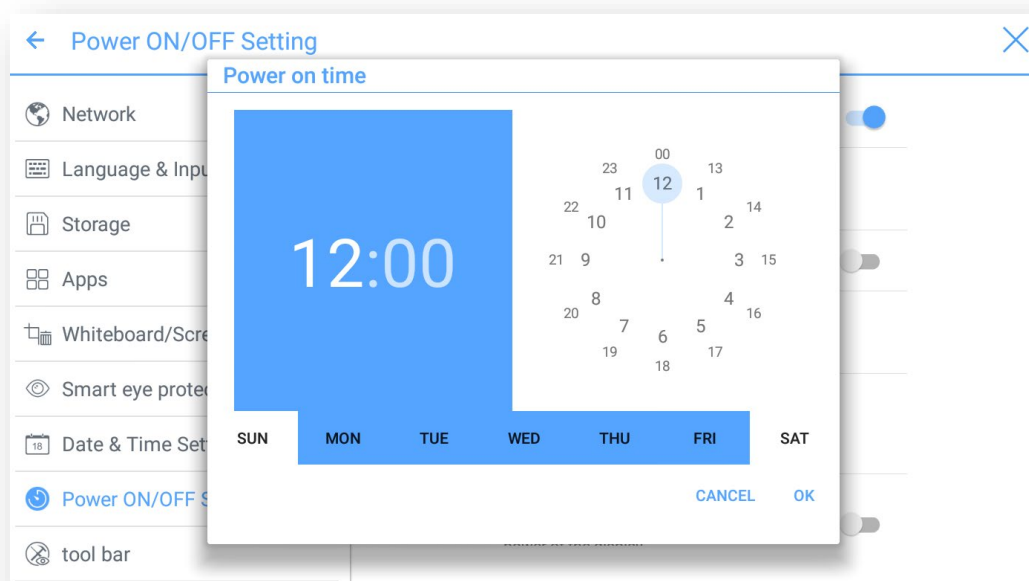 Power ON/OFF Setting
Power on time
Network
Language & Inpu
Storage
Apps
Whiteboard/Scre
Smart eye protec
18
Date & Time Set
Power ON/OFF S
tool bar
12:00
00
23 13
12
11 1
22 14
10 2
21 9 3 15
8 4
20 16
7 5
6
19 17
18
SUN MON TUE WED THU FRI SAT
CANCEL OK